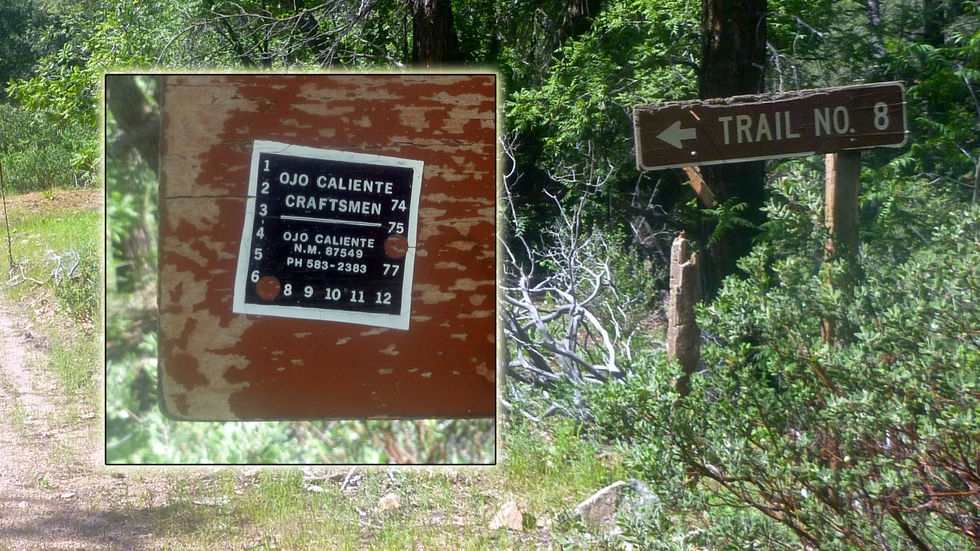 1
2
3
4
5
6
OJO CALIENTE
CRAFTSMEN
74
75
OJO CALIENTE
N.M. 87549
PH 583-2383
77
8 9 10 11 12
TRAIL NO. 8